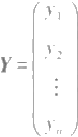 Y = ( y₁
y₂
⋮
yₙ )